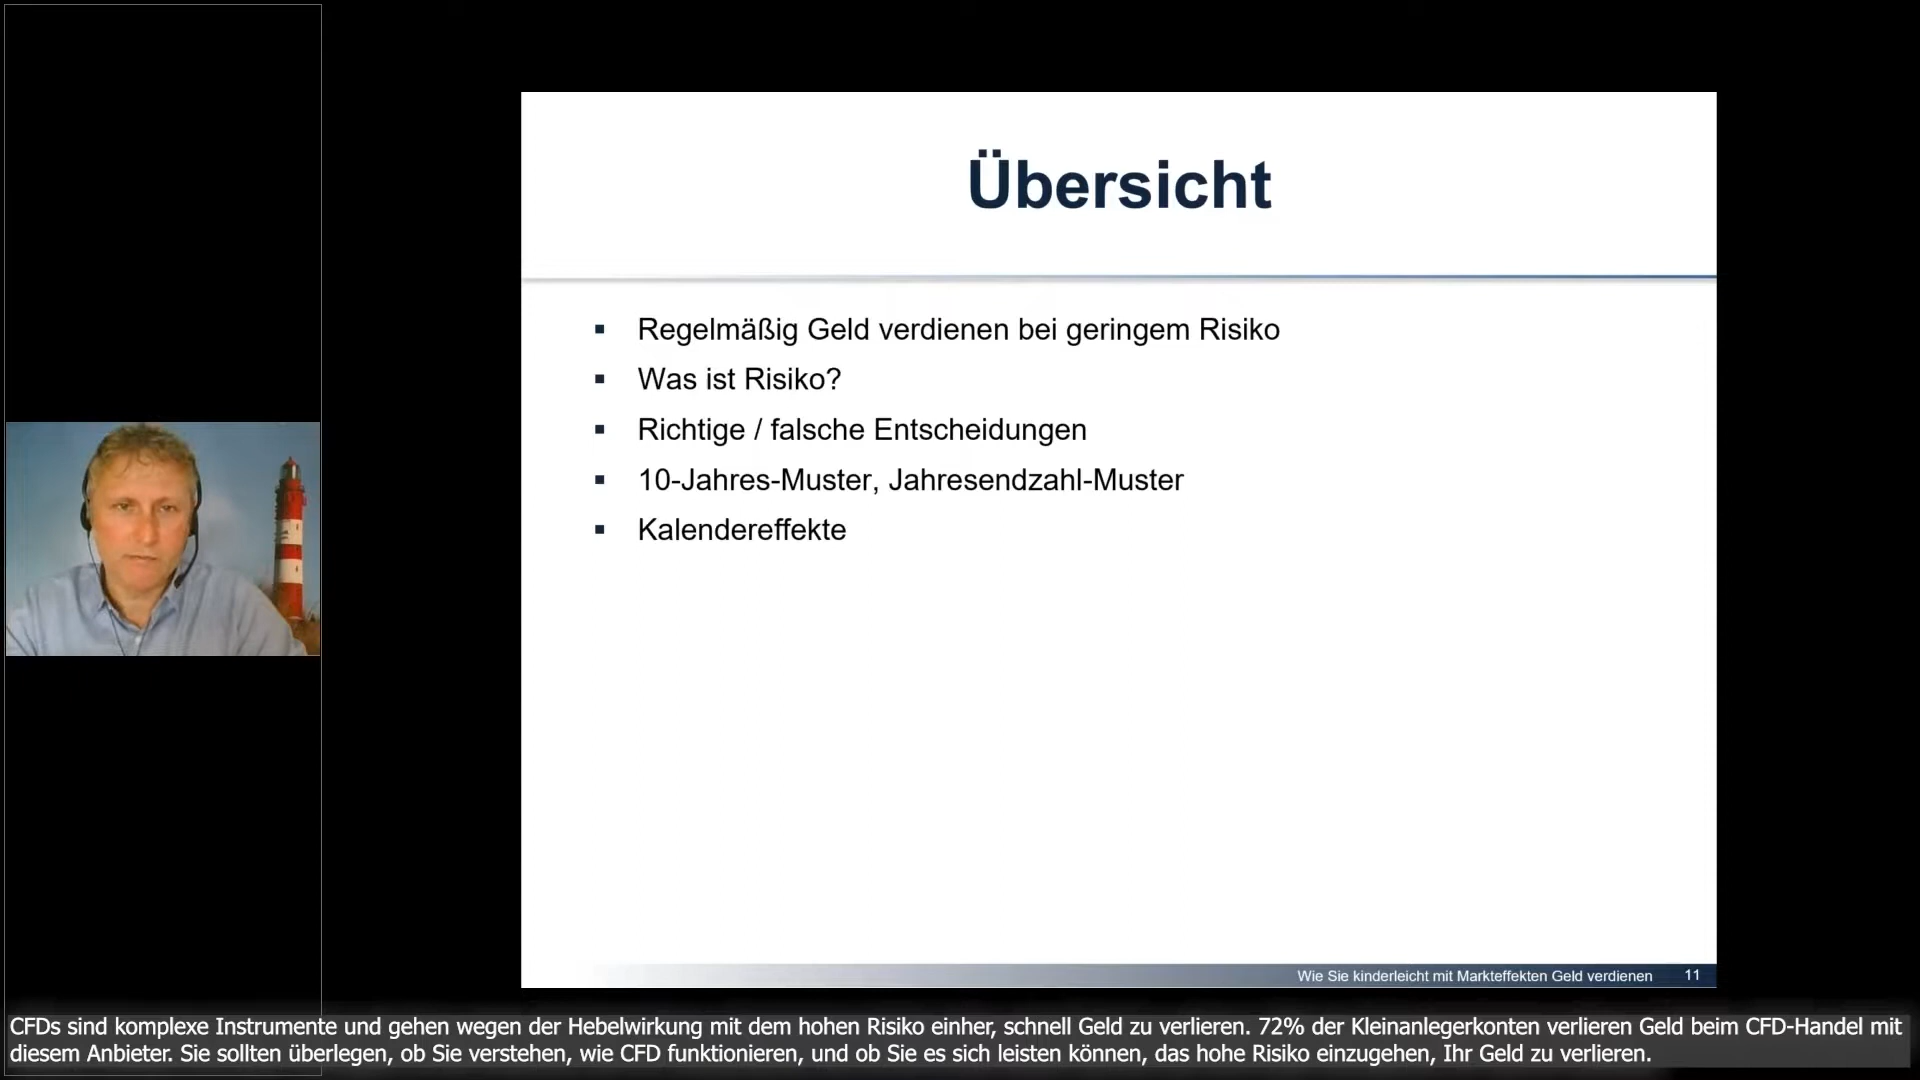 Übersicht
Regelmäßig Geld verdienen bei geringem Risiko
Was ist Risiko?
Richtige / falsche Entscheidungen
10-Jahres-Muster, Jahresendzahl-Muster
Kalendereffekte
Wie Sie kinderleicht mit Markteffekten Geld verdienen 11
CFDs sind komplexe Instrumente und gehen wegen der Hebelwirkung mit dem hohen Risiko einher, schnell Geld zu verlieren. 72% der Kleinanlegerkonten verlieren Geld beim CFD-Handel mit
diesem Anbieter. Sie sollten überlegen, ob Sie verstehen, wie CFD funktionieren, und ob Sie es sich leisten können, das hohe Risiko einzugehen, Ihr Geld zu verlieren.